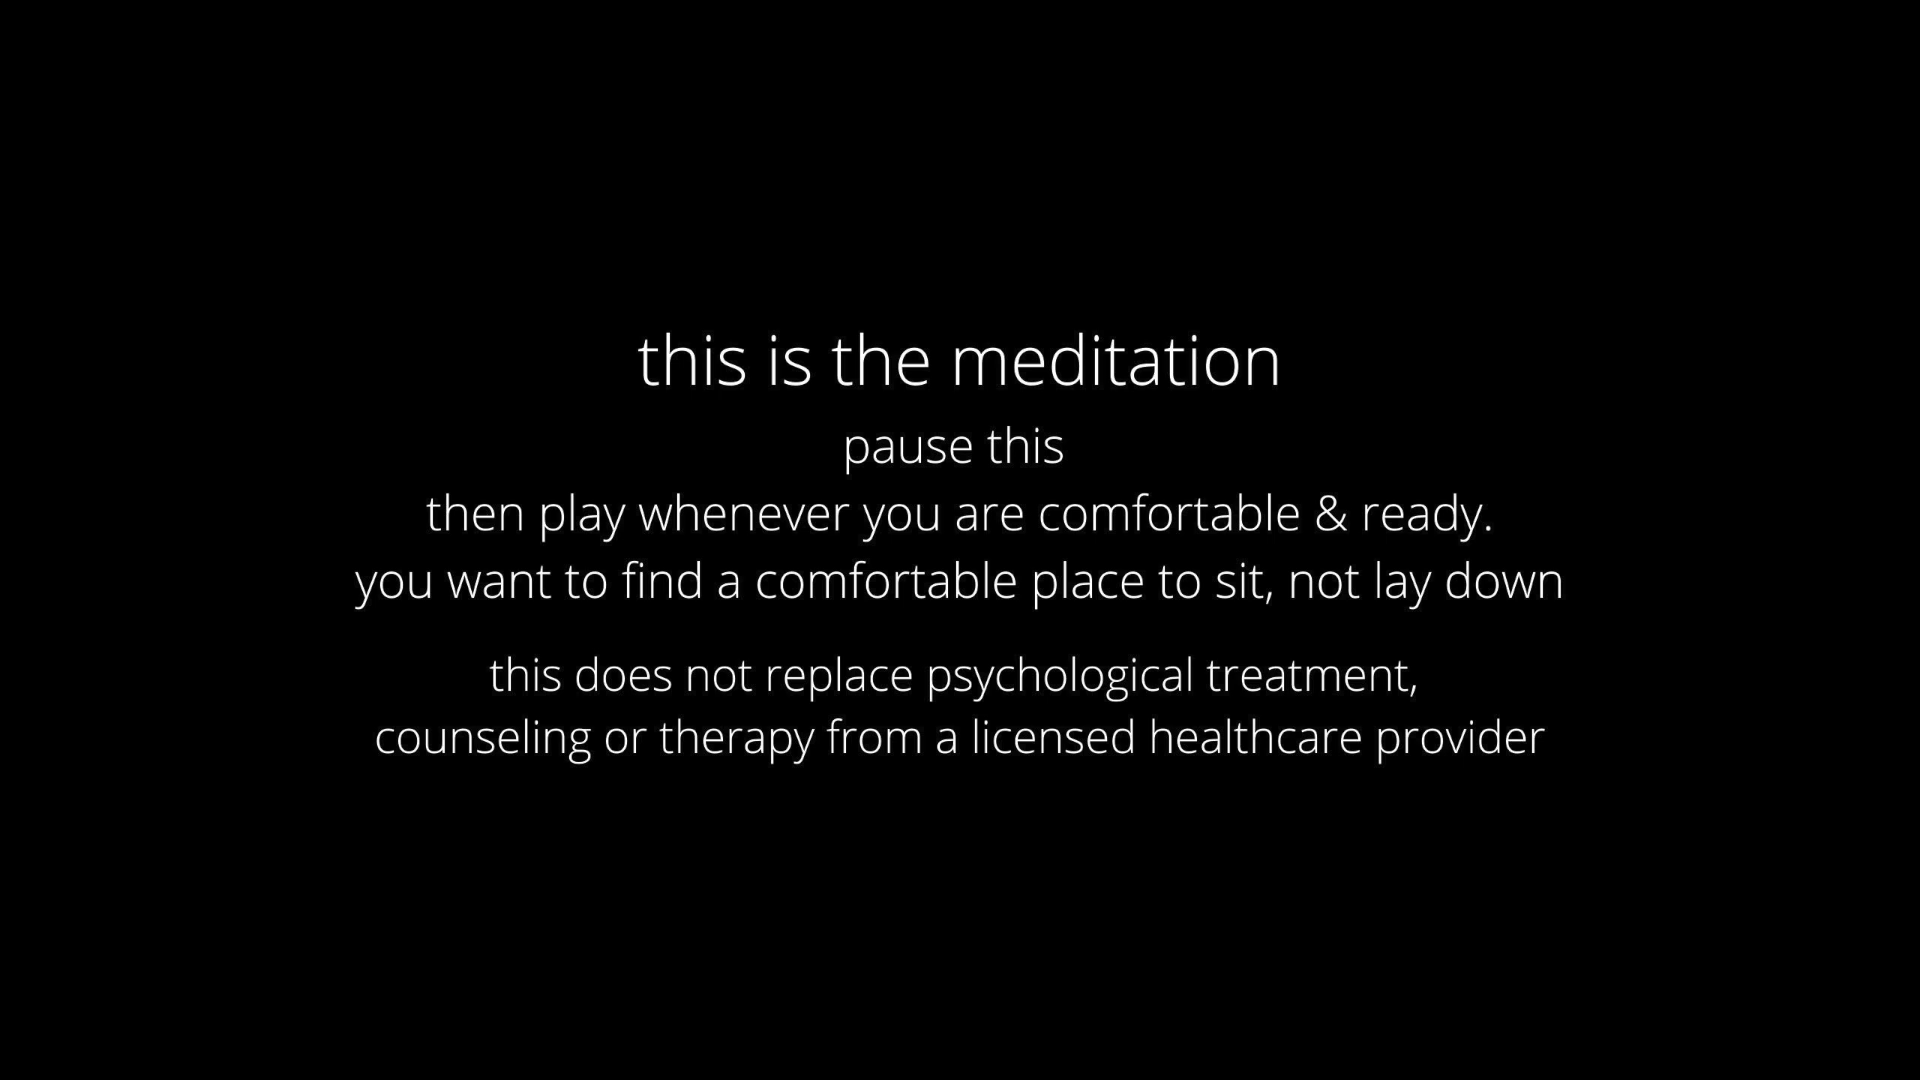 this is the meditation
pause this
then play whenever you are comfortable & ready.
you want to find a comfortable place to sit, not lay down
this does not replace psychological treatment,
counseling or therapy from a licensed healthcare provider